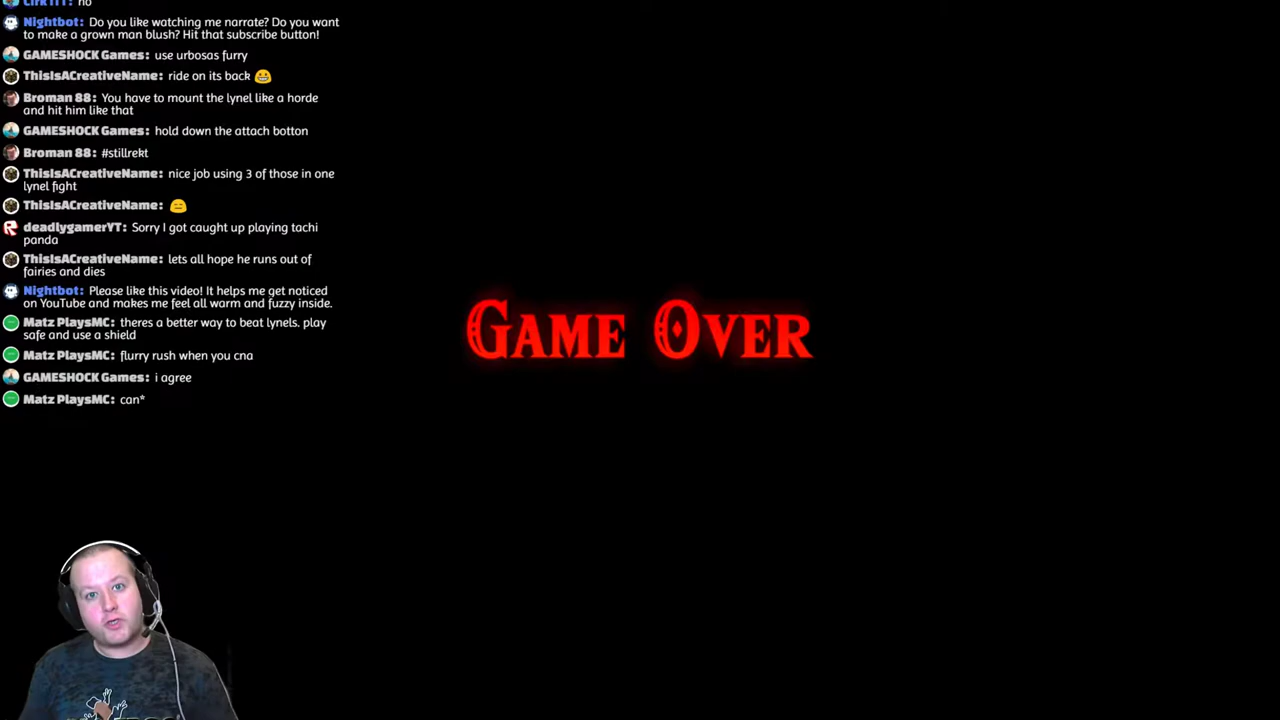 CirkTTT: no
Nightbot: Do you like watching me narrate? Do you want
to make a grown man blush? Hit that subscribe button!
GAMESHOCK Games: use urbosas furry
ThisIsACreativeName: ride on its back
Broman 88: You have to mount the lynel like a horde
and hit him like that
GAMESHOCK Games: hold down the attach botton
Broman 88: #stillrekt
ThisIsACreativeName: nice job using 3 of those in one
lynel fight
ThisIsACreativeName:
deadlygamerYT: Sorry I got caught up playing tachi
panda
ThisIsACreativeName: lets all hope he runs out of
fairies and dies
Nightbot: Please like this video! It helps me get noticed
on YouTube and makes me feel all warm and fuzzy inside.
Matz PlaysMC: theres a better way to beat lynels. play
safe and use a shield
Matz PlaysMC: flurry rush when you cna
GAMESHOCK Games: i agree
Matz PlaysMC: can*
GAME OVER